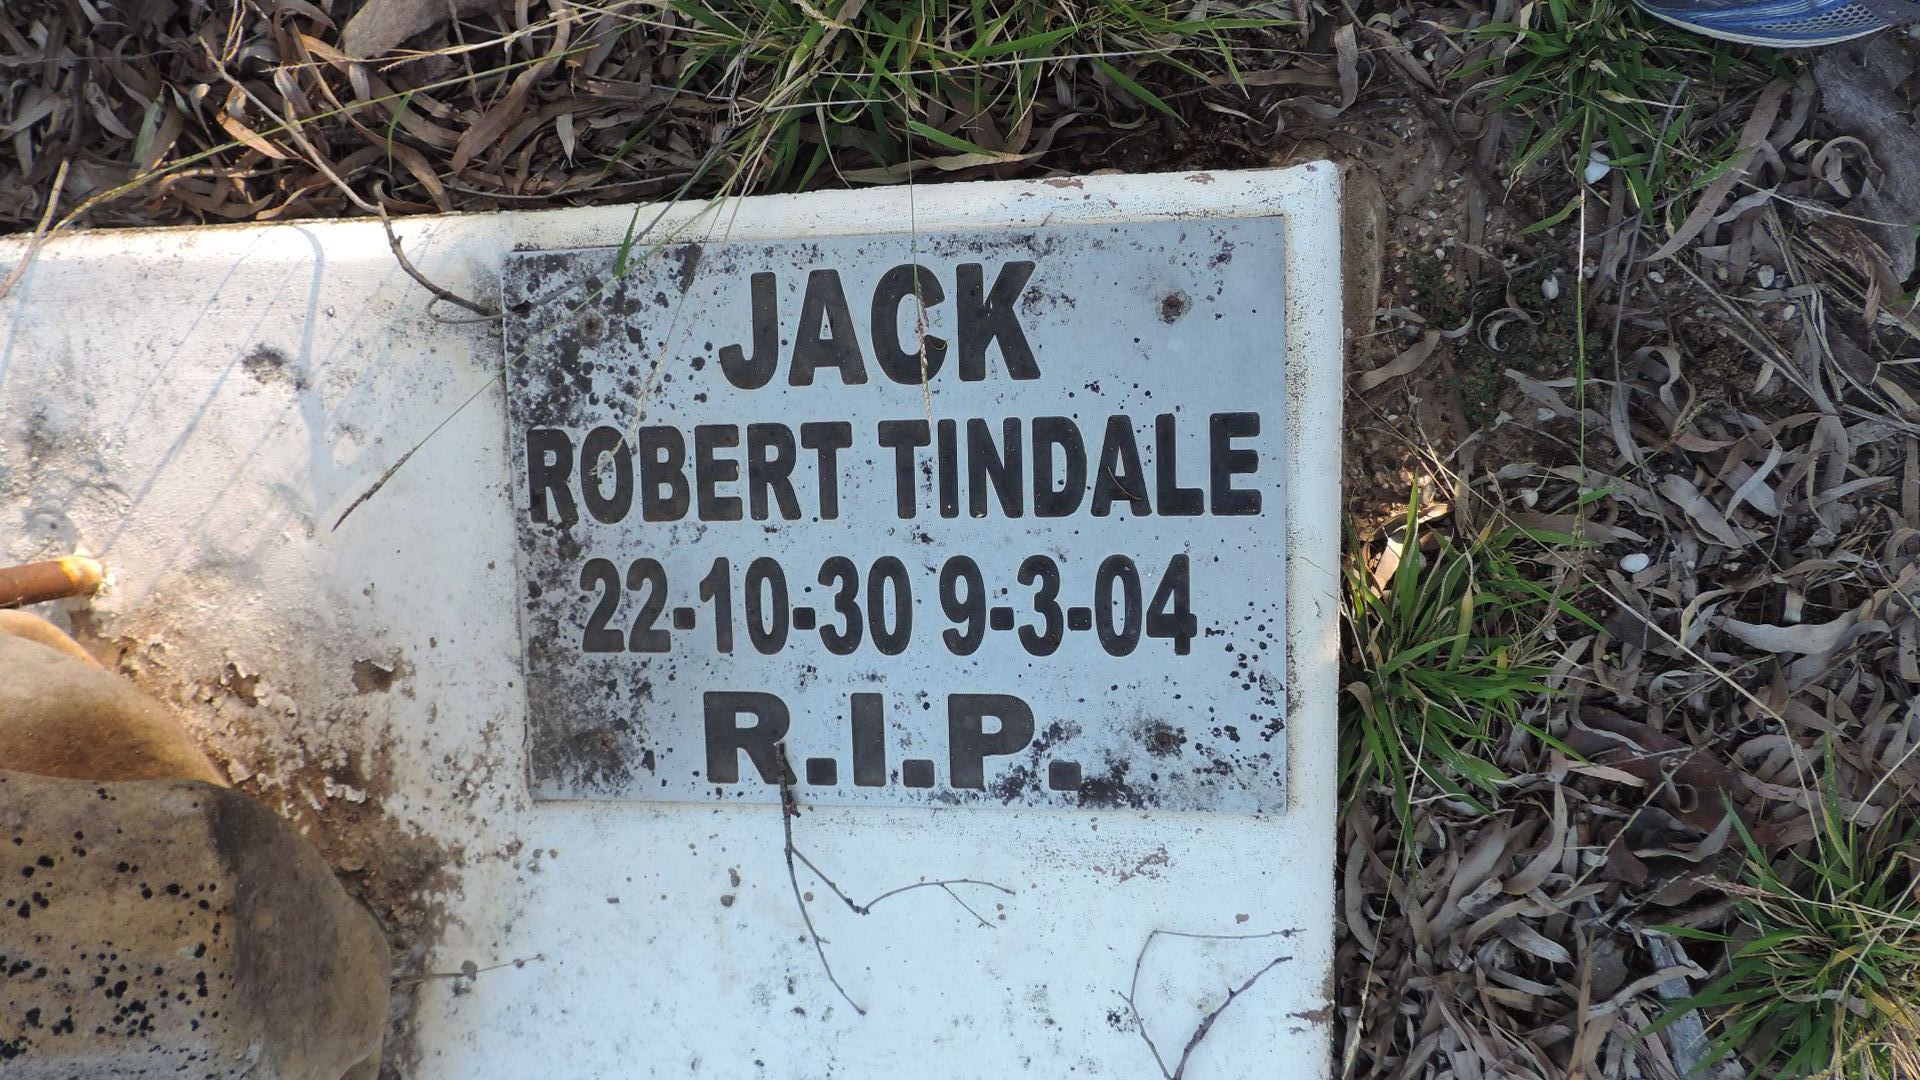 JACK
ROBERT TINDALE
22-10-30 9-3-04
R.I.P.